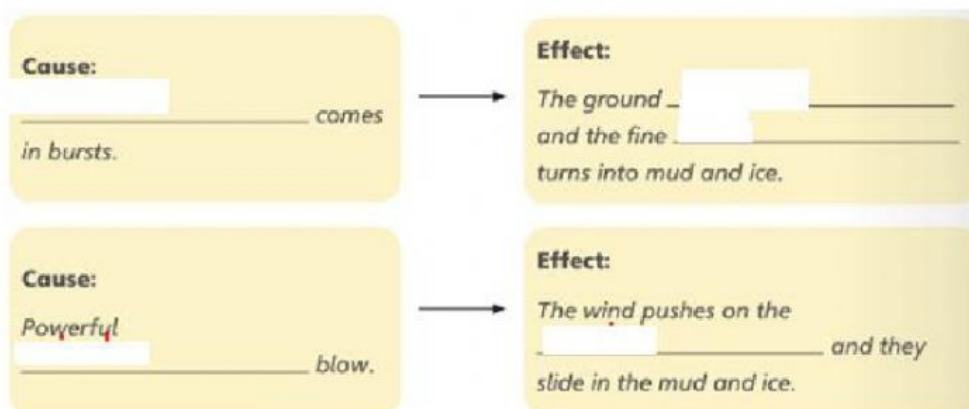 Cause:
comes
in bursts.
Effect:
The ground
and the fine
turns into mud and ice.
Cause:
Powerful
blow.
Effect:
The wind pushes on the
and they
slide in the mud and ice.